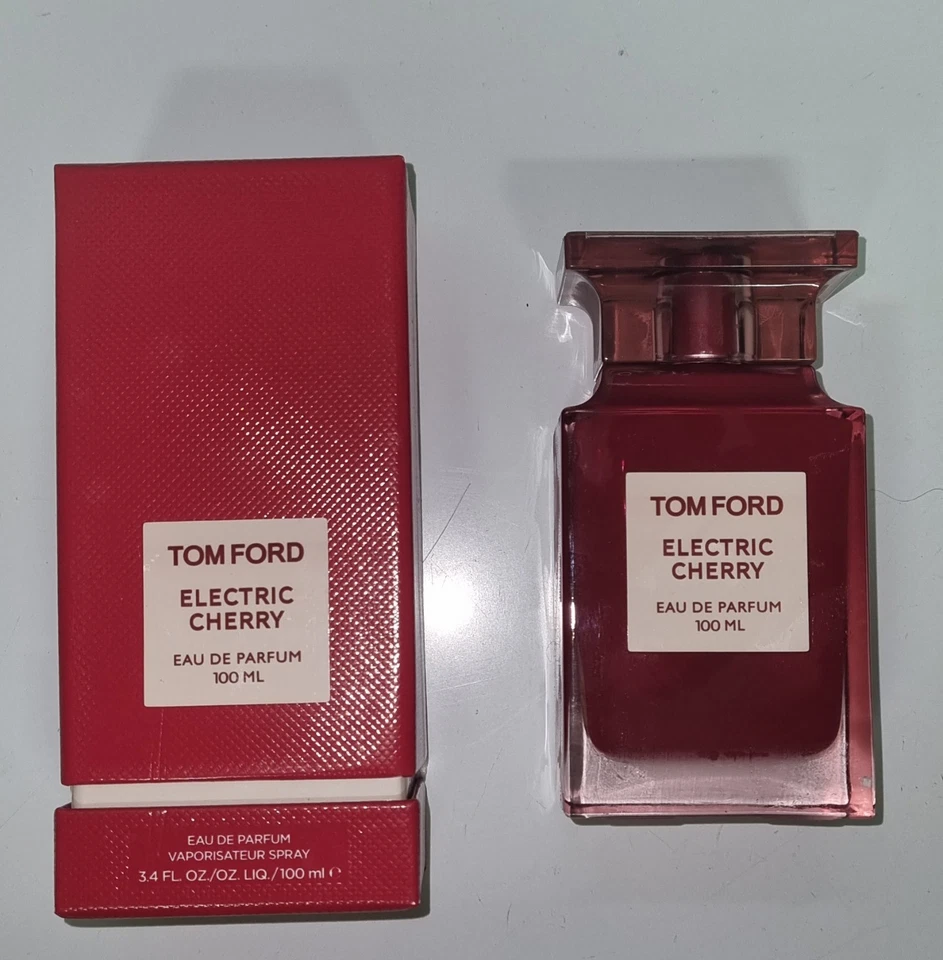 TOM FORD
ELECTRIC
CHERRY
EAU DE PARFUM
100 ML
EAU DE PARFUM
VAPORISATEUR SPRAY
3.4 FL. OZ./OZ. LIQ./100 ml ℮
TOM FORD
ELECTRIC
CHERRY
EAU DE PARFUM
100 ML